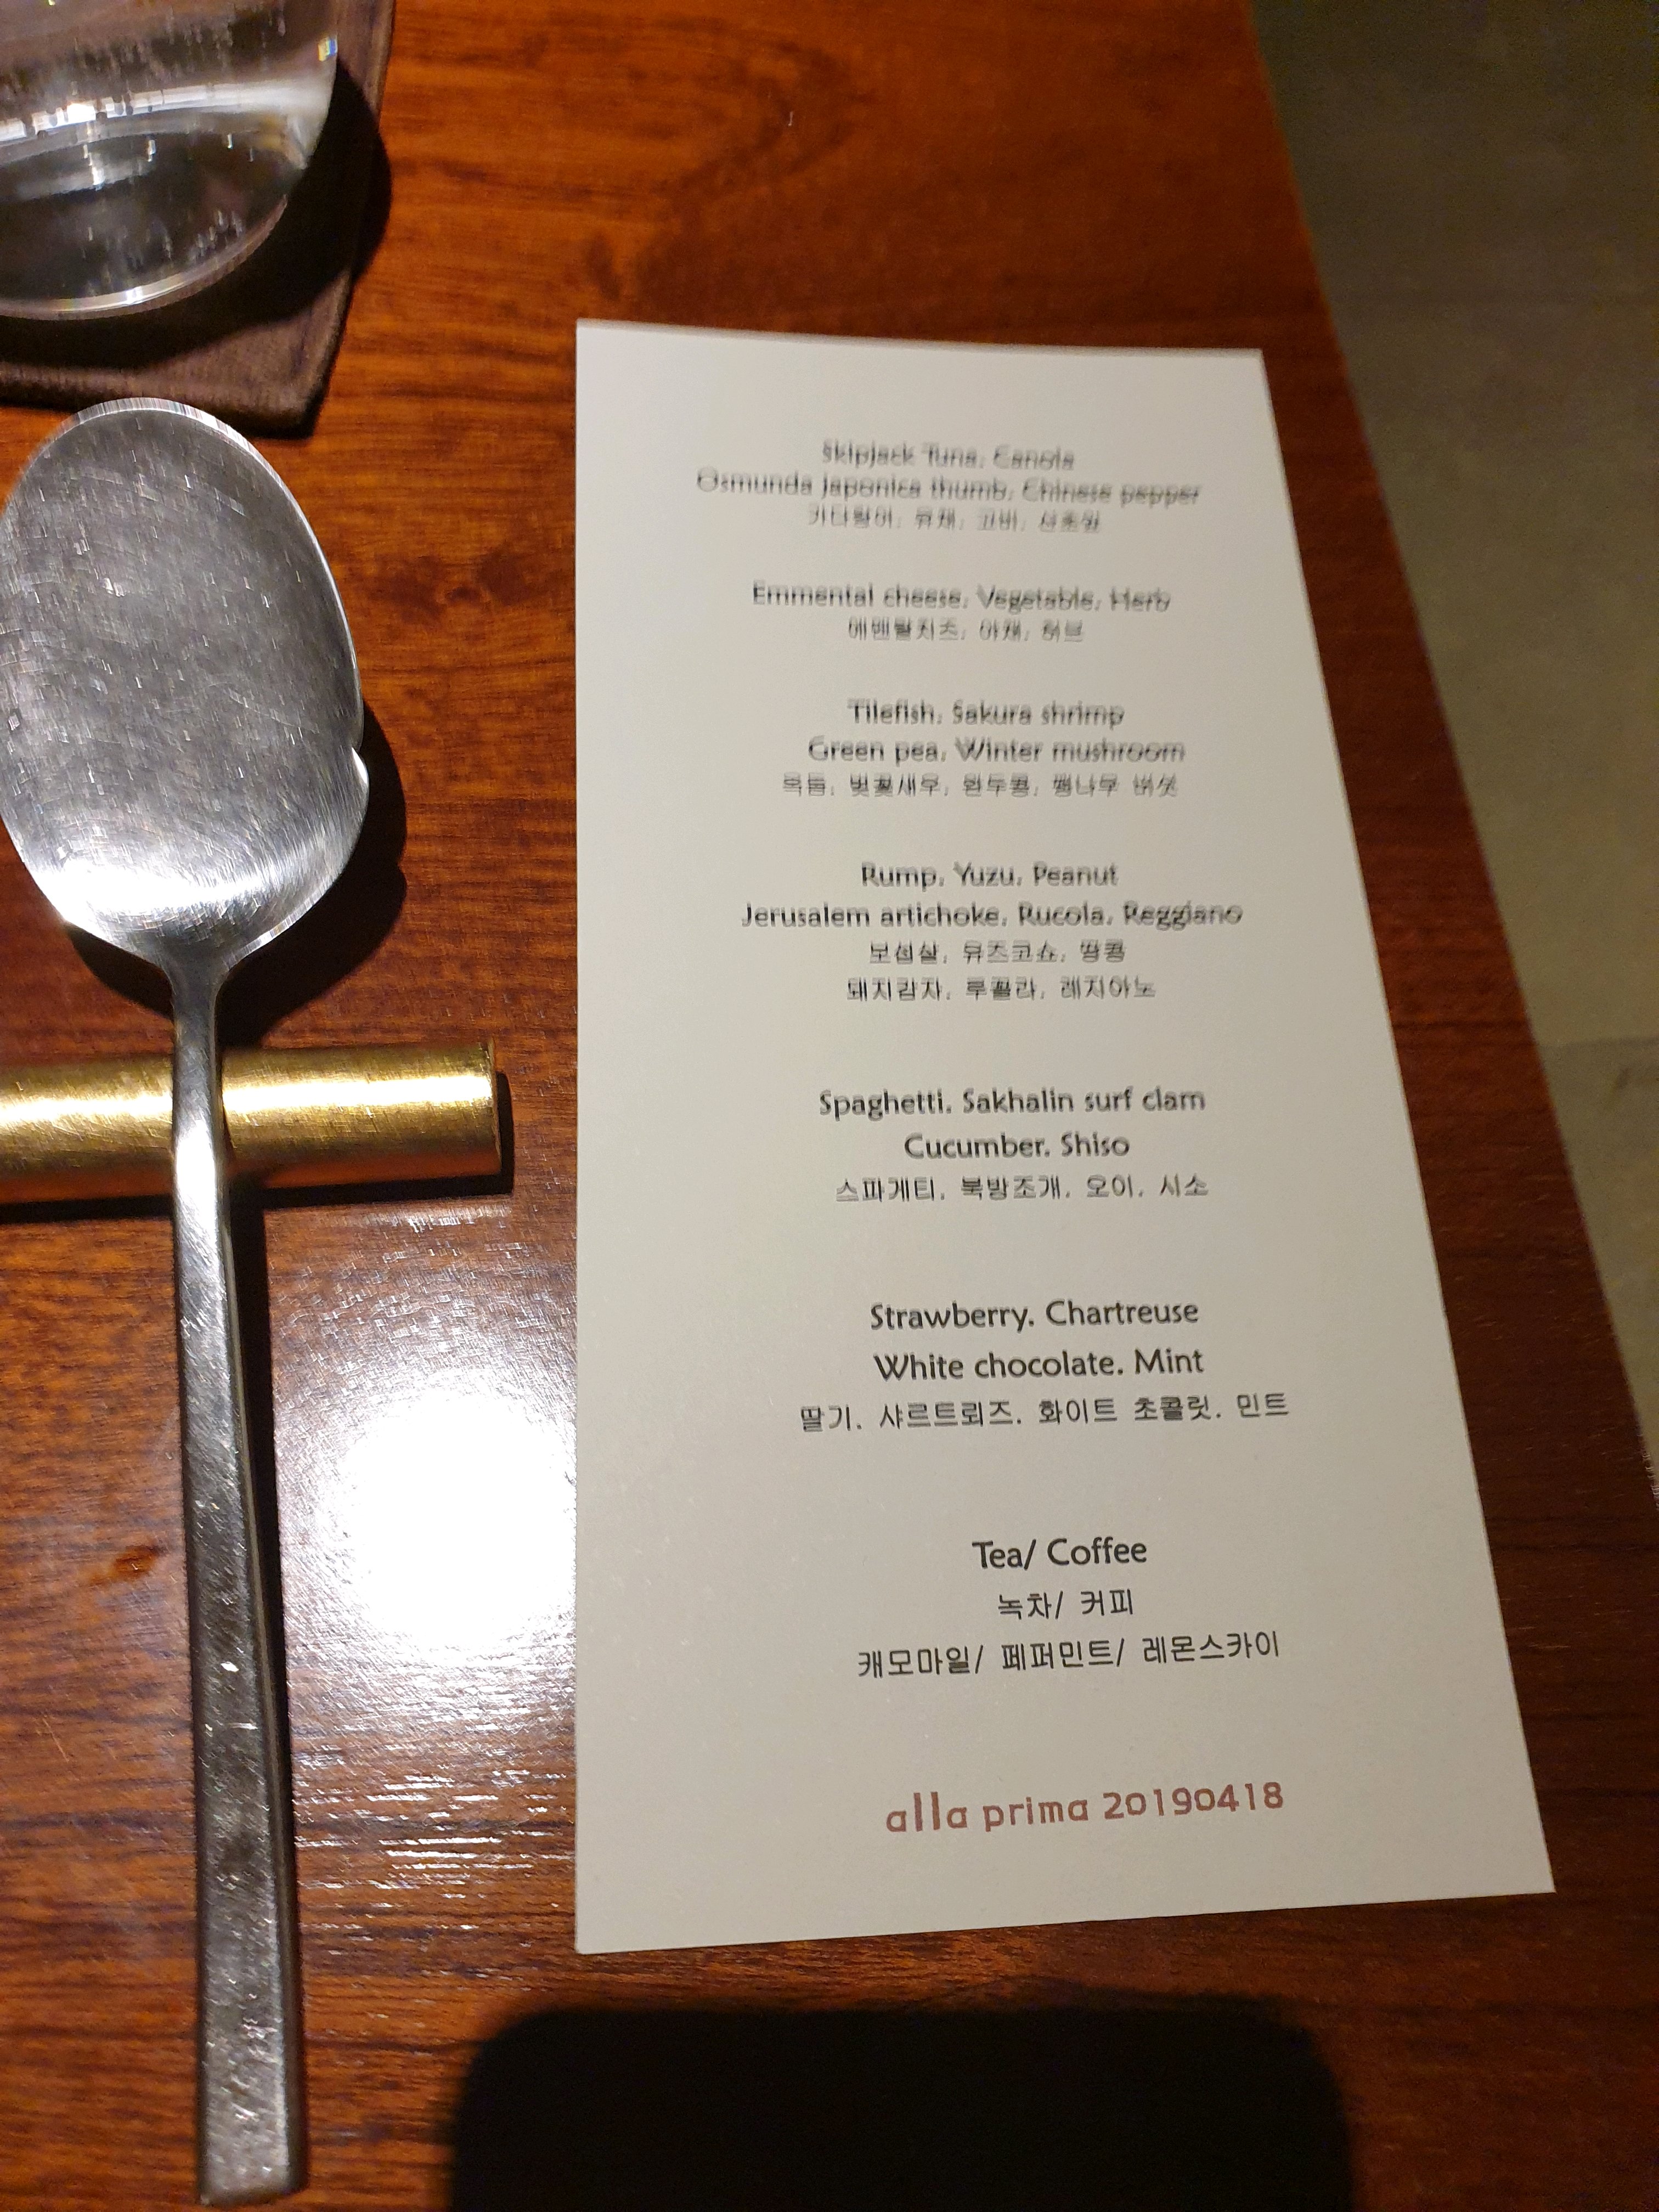 Skipjack Tuna. Canola
Osmunda japonica thumb. Chinese pepper
가다랑어. 유채. 고비. 산초잎
Emmental cheese. Vegetable. Herb
에멘탈치즈. 야채. 허브
Tilefish. Sakura shrimp
Green pea. Winter mushroom
옥돔. 벚꽃새우. 완두콩. 팽나무 버섯
Rump. Yuzu. Peanut
Jerusalem artichoke. Rucola. Reggiano
보섭살. 유즈코쇼. 땅콩
돼지감자. 루꼴라. 레지아노
Spaghetti. Sakhalin surf clam
Cucumber. Shiso
스파게티. 북방조개. 오이. 시소
Strawberry. Chartreuse
White chocolate. Mint
딸기. 샤르트뢰즈. 화이트 초콜릿. 민트
Tea/ Coffee
녹차/ 커피
캐모마일/ 페퍼민트/ 레몬스카이
alla prima 20190418